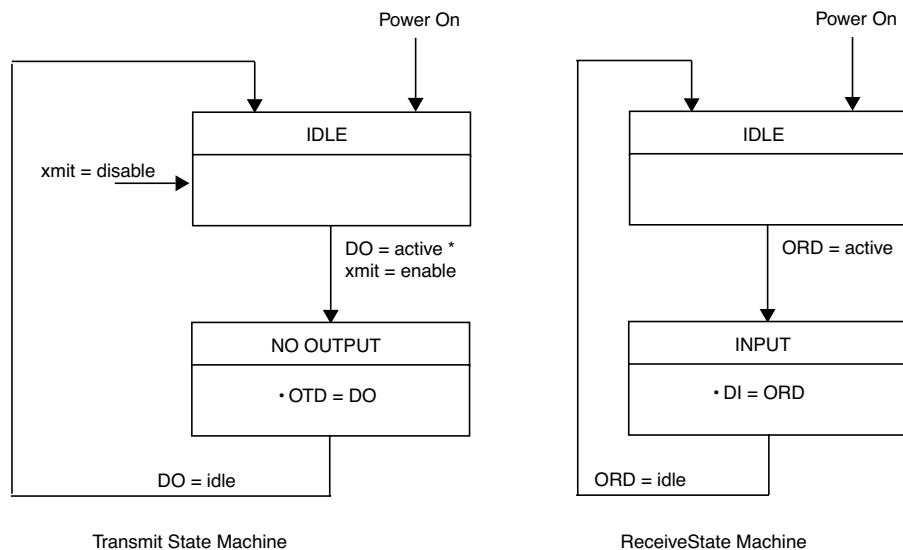 Power On
IDLE
xmit = disable
DO = active *
xmit = enable
NO OUTPUT
• OTD = DO
DO = idle
Transmit State Machine
Power On
IDLE
ORD = active
INPUT
• DI = ORD
ORD = idle
ReceiveState Machine